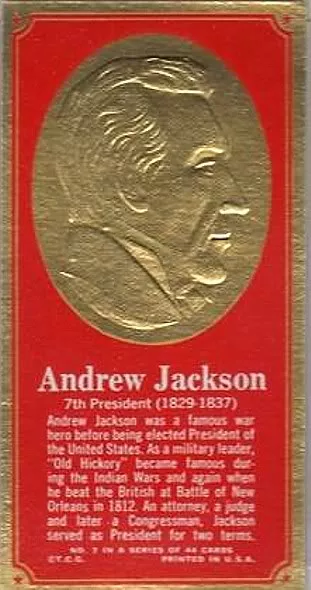 Andrew Jackson
7th President (1829-1837)
Andrew Jackson was a famous war
hero before being elected President of
the United States. As a military leader,
"Old Hickory" became famous dur-
ing the Indian Wars and again when
he beat the British at Battle of New
Orleans in 1812. An attorney, a judge
and later a Congressman, Jackson
served as President for two terms.
NO. 7 IN A SERIES OF 44 CARDS
©T.C.G. PRINTED IN U.S.A.